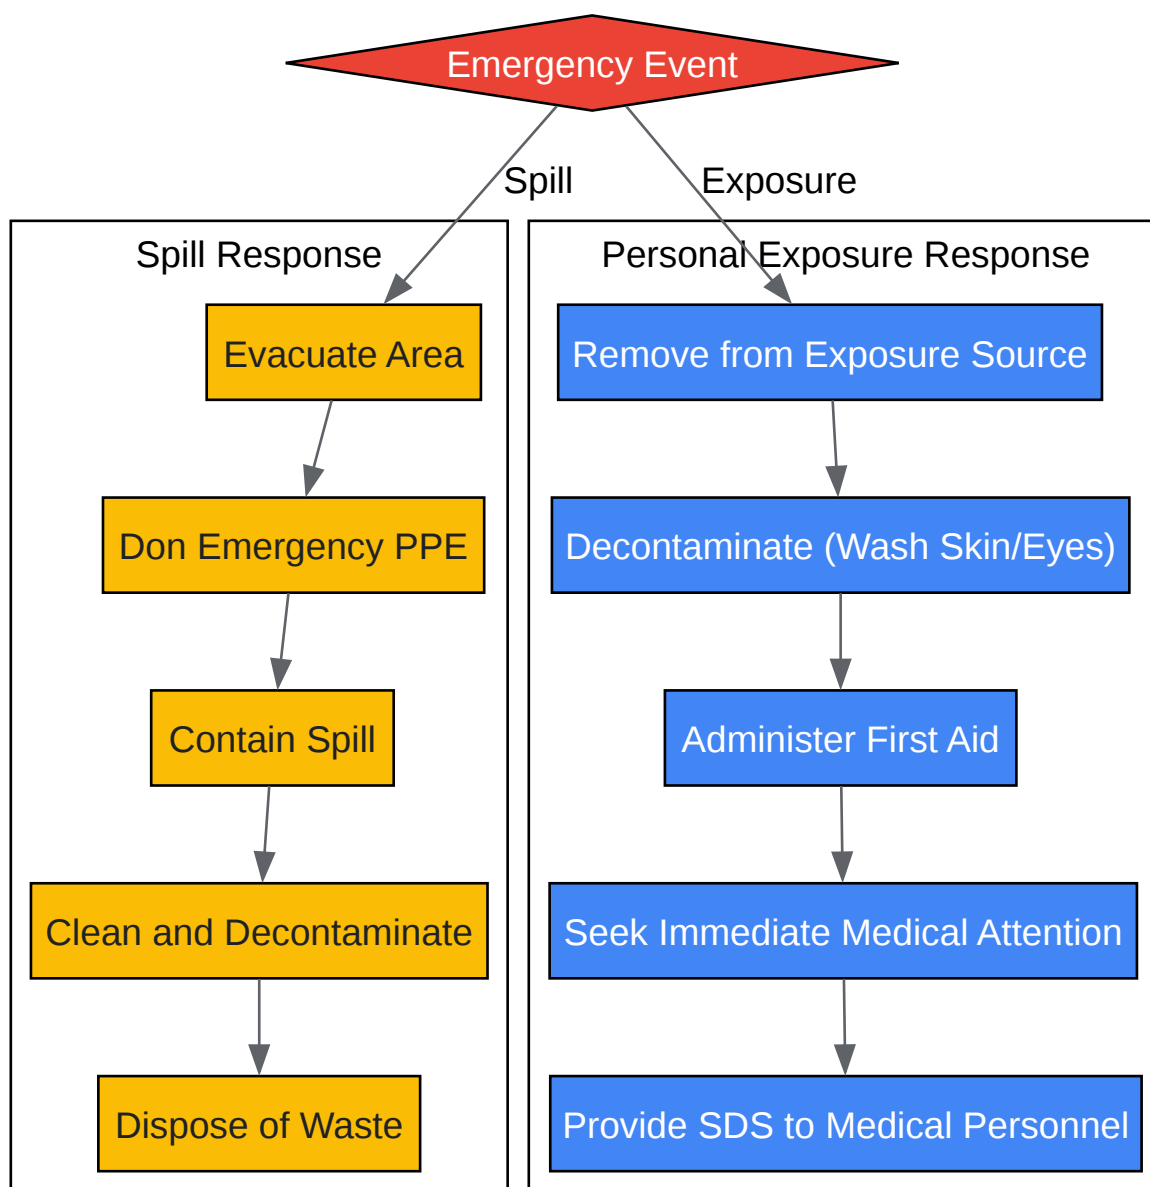 Emergency Event
Spill
Exposure
Spill Response
Evacuate Area
Don Emergency PPE
Contain Spill
Clean and Decontaminate
Dispose of Waste
Personal Exposure Response
Remove from Exposure Source
Decontaminate (Wash Skin/Eyes)
Administer First Aid
Seek Immediate Medical Attention
Provide SDS to Medical Personnel